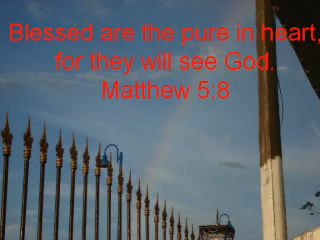 Blessed are the pure in heart,
for they will see God.
Matthew 5:8